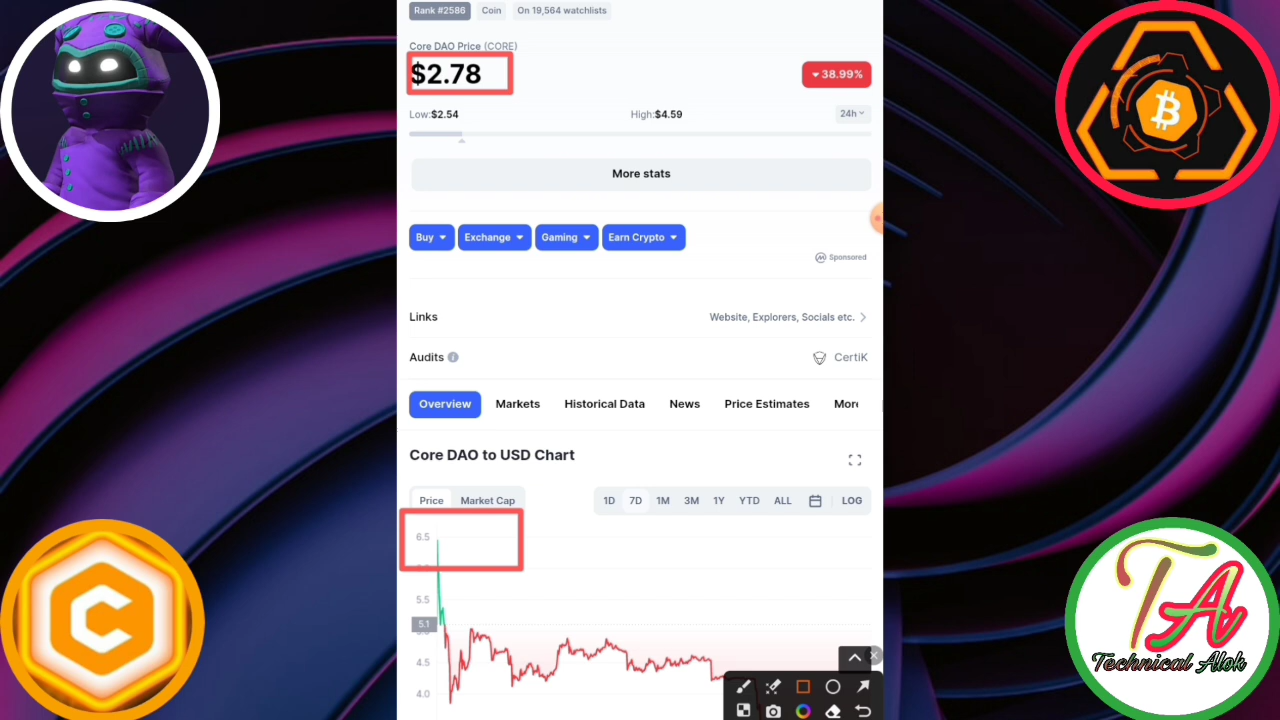 Rank #2586 Coin On 19,564 watchlists
Core DAO Price (CORE)
$2.78 38.99%
Low:$2.54 High:$4.59 24h
More stats
Buy Exchange Gaming Earn Crypto
Sponsored
Links Website, Explorers, Socials etc.
Audits CertiK
Overview Markets Historical Data News Price Estimates More
Core DAO to USD Chart
Price Market Cap 1D 7D 1M 3M 1Y YTD ALL LOG
6.5
5.5
5.1
4.5
4.0
TA
Technical Alok